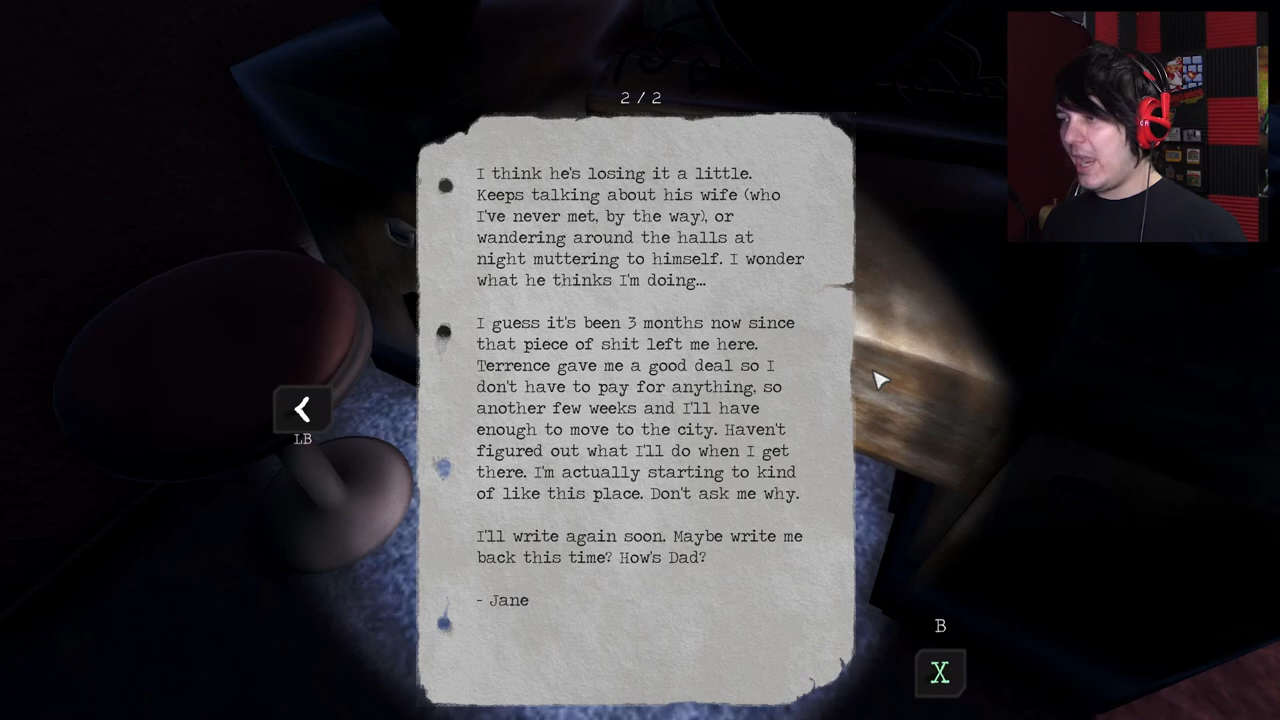 2 / 2
I think he's losing it a little.
Keeps talking about his wife (who
I've never met, by the way), or
wandering around the halls at
night muttering to himself. I wonder
what he thinks I'm doing...
I guess it's been 3 months now since
that piece of shit left me here.
Terrence gave me a good deal so I
don't have to pay for anything, so
another few weeks and I'll have
enough to move to the city. Haven't
figured out what I'll do when I get
there. I'm actually starting to kind
of like this place. Don't ask me why.
I'll write again soon. Maybe write me
back this time? How's Dad?
- Jane
LB
B
X